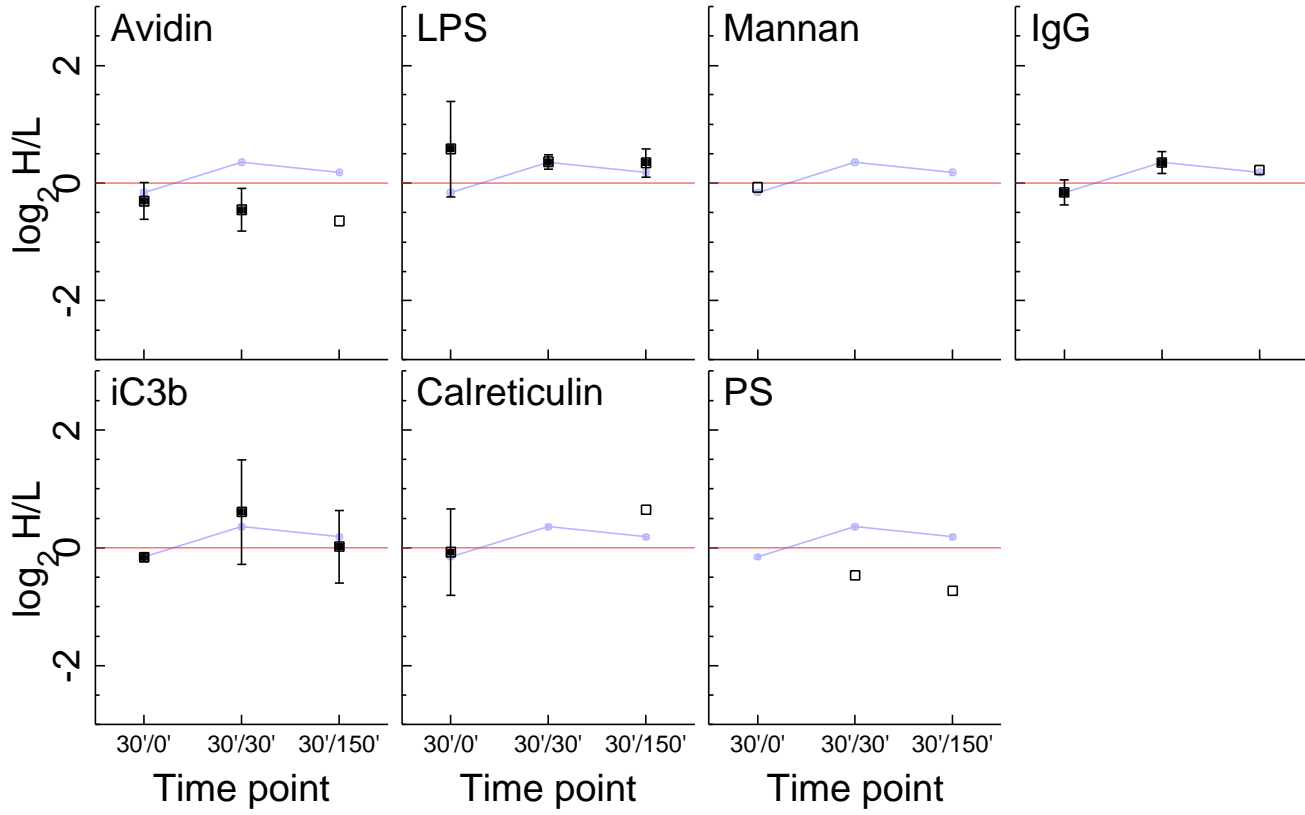 Avidin LPS Mannan IgG
log2 H/L
2
0
-2
iC3b Calreticulin PS
log2 H/L
2
0
-2
30'/0' 30'/30' 30'/150' 30'/0' 30'/30' 30'/150' 30'/0' 30'/30' 30'/150'
Time point Time point Time point